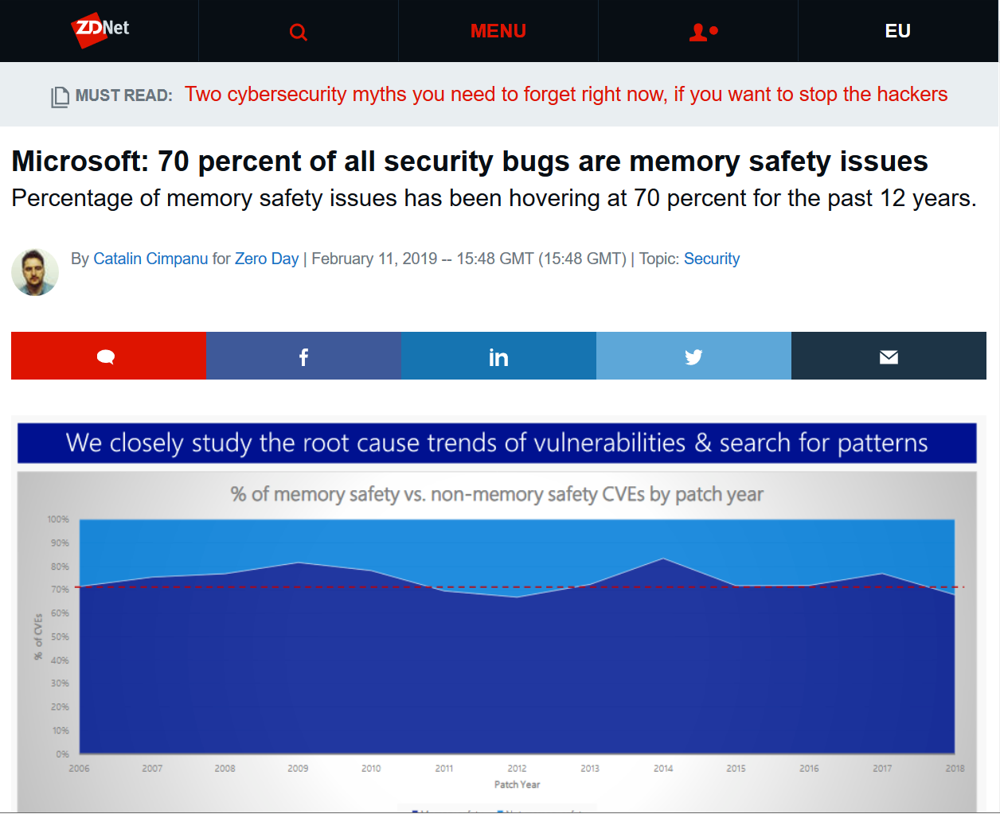 ZDNet
MENU
EU
MUST READ: Two cybersecurity myths you need to forget right now, if you want to stop the hackers
Microsoft: 70 percent of all security bugs are memory safety issues
Percentage of memory safety issues has been hovering at 70 percent for the past 12 years.
By Catalin Cimpanu for Zero Day | February 11, 2019 -- 15:48 GMT (15:48 GMT) | Topic: Security
f
in
We closely study the root cause trends of vulnerabilities & search for patterns
% of memory safety vs. non-memory safety CVEs by patch year
100%
90%
80%
70%
60%
50%
40%
30%
20%
10%
0%
% of CVEs
2006 2007 2008 2009 2010 2011 2012 2013 2014 2015 2016 2017 2018
Patch Year